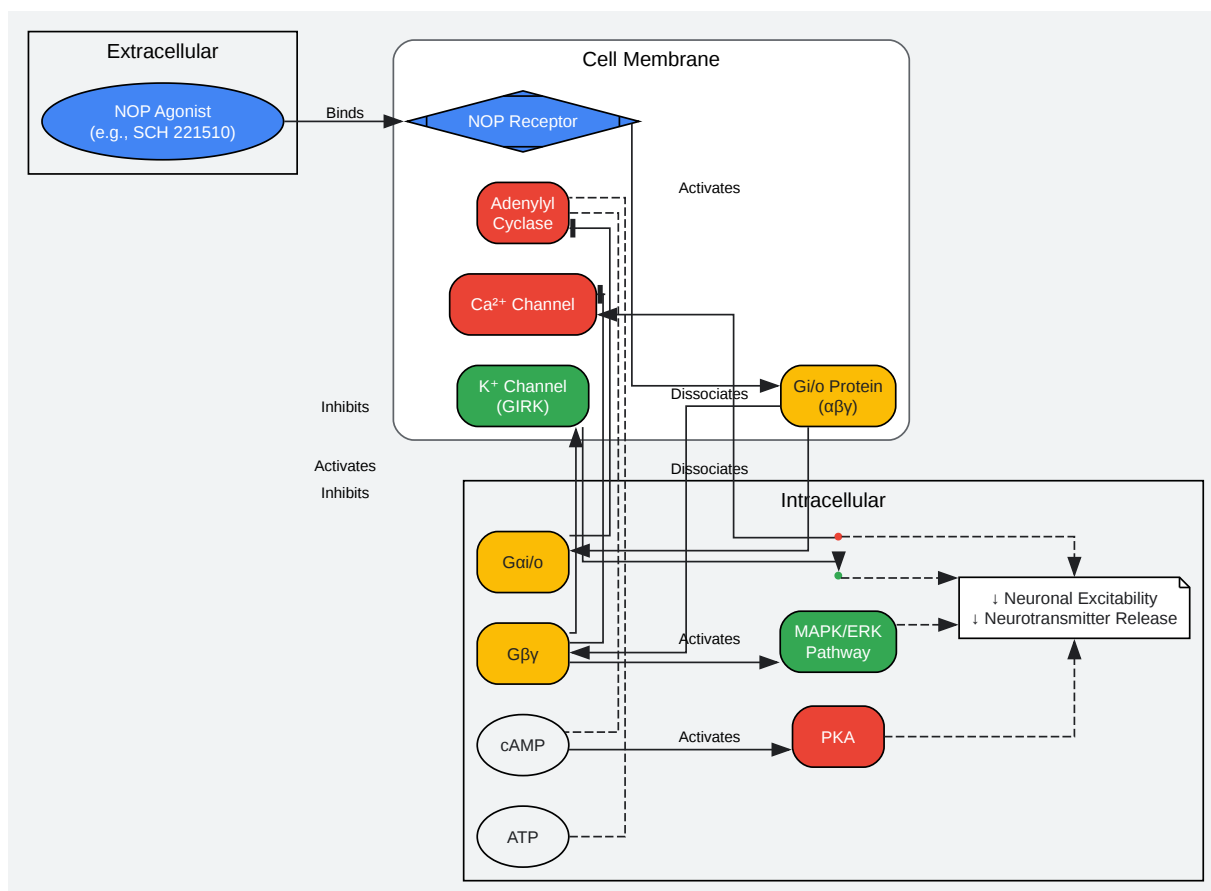 Extracellular
NOP Agonist
(e.g., SCH 221510)
Binds
Cell Membrane
NOP Receptor
Activates
Adenylyl
Cyclase
Ca²⁺ Channel
K⁺ Channel
(GIRK)
Gi/o Protein
(αβγ)
Dissociates
Inhibits
Activates
Inhibits
Dissociates
Intracellular
Gαi/o
↓ Neuronal Excitability
↓ Neurotransmitter Release
Gβγ
Activates
MAPK/ERK
Pathway
cAMP
Activates
PKA
ATP